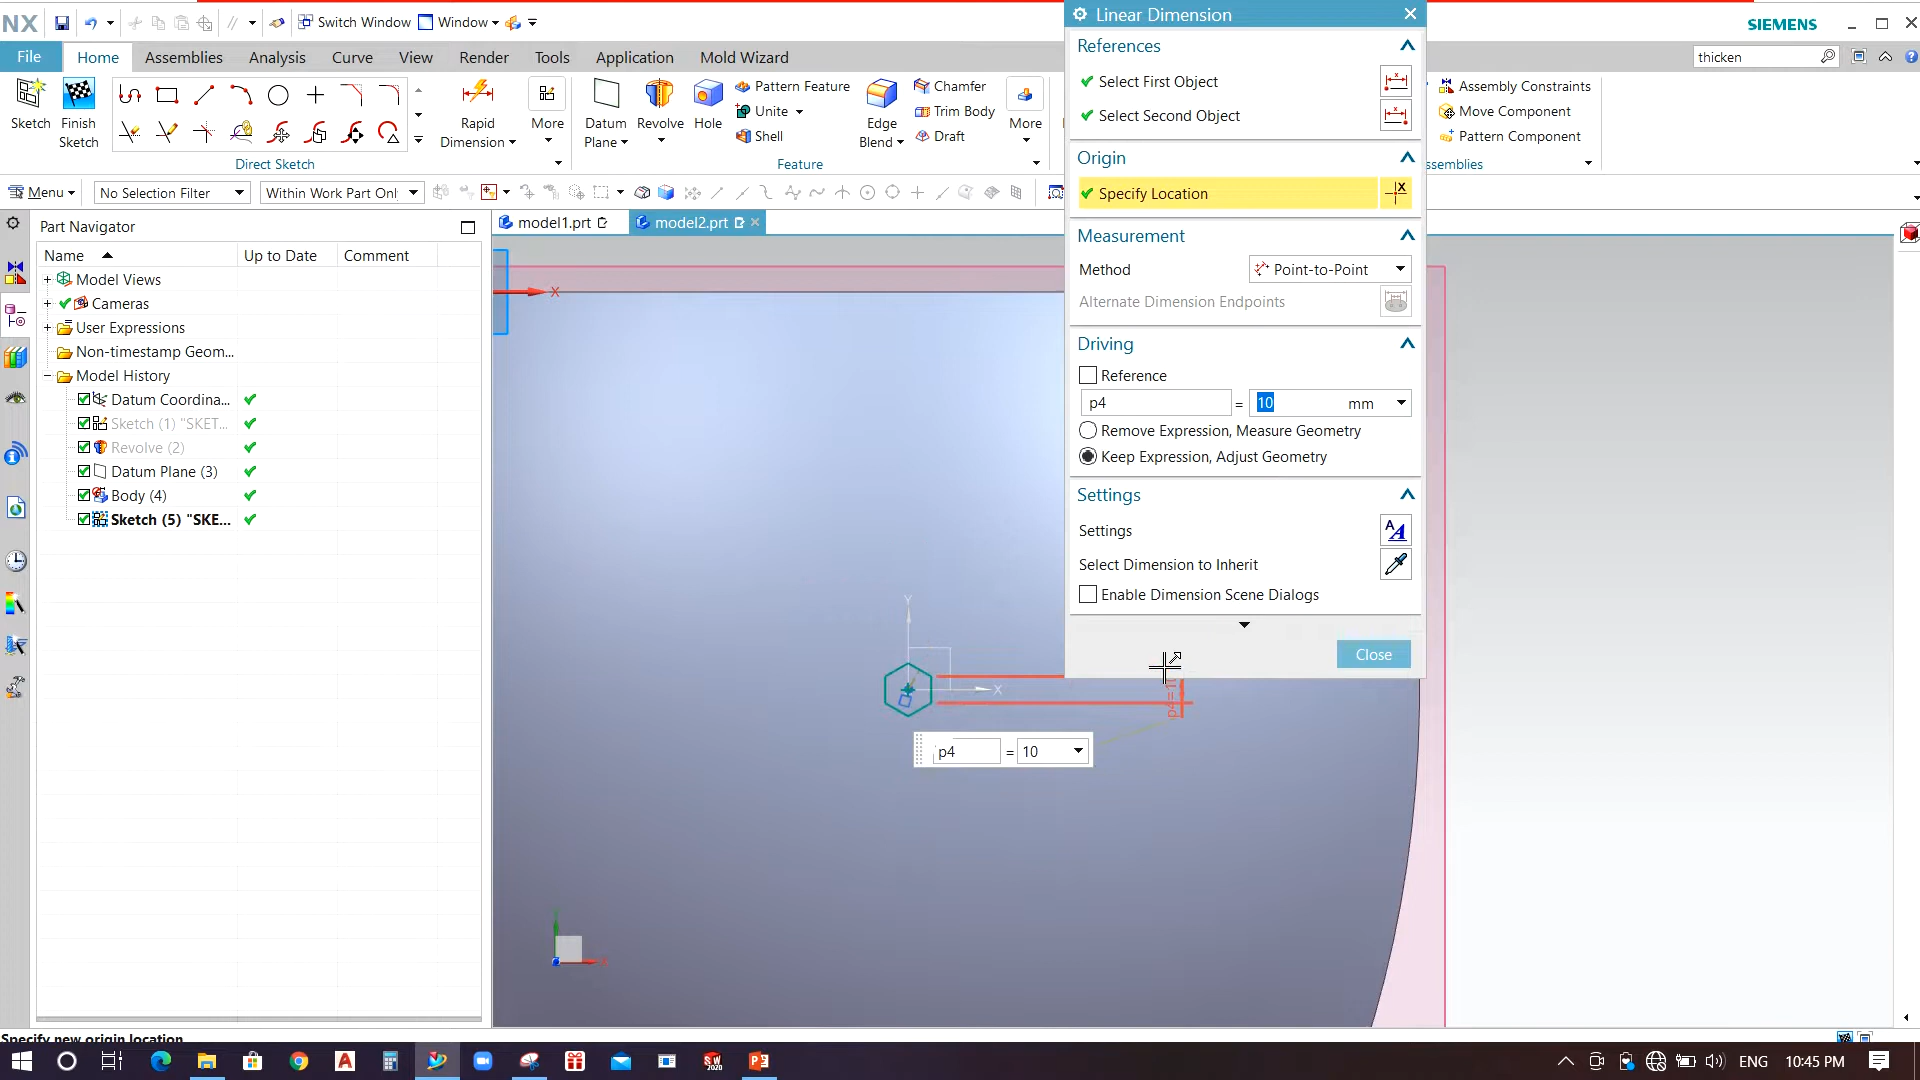 NX
Switch Window
Window
SIEMENS
File
Home
Assemblies
Analysis
Curve
View
Render
Tools
Application
Mold Wizard
thicken
Sketch
Finish
Sketch
Direct Sketch
Rapid
Dimension
More
Datum
Plane
Revolve
Hole
Pattern Feature
Unite
Shell
Edge
Blend
Chamfer
Trim Body
Draft
More
Feature
Assembly Constraints
Move Component
Pattern Component
ssemblies
Menu
No Selection Filter
Within Work Part Onl
Part Navigator
Name
Up to Date
Comment
Model Views
Cameras
User Expressions
Non-timestamp Geom...
Model History
Datum Coordina...
Sketch (1) "SKET...
Revolve (2)
Datum Plane (3)
Body (4)
Sketch (5) "SKE...
model1.prt
model2.prt
X
Y
X
p4=10
p4 = 10
Linear Dimension
References
Select First Object
Select Second Object
Origin
Specify Location
Measurement
Method
Point-to-Point
Alternate Dimension Endpoints
Driving
Reference
p4 = 10 mm
Remove Expression, Measure Geometry
Keep Expression, Adjust Geometry
Settings
Settings
Select Dimension to Inherit
Enable Dimension Scene Dialogs
Close
Specify new origin location
ENG
10:45 PM